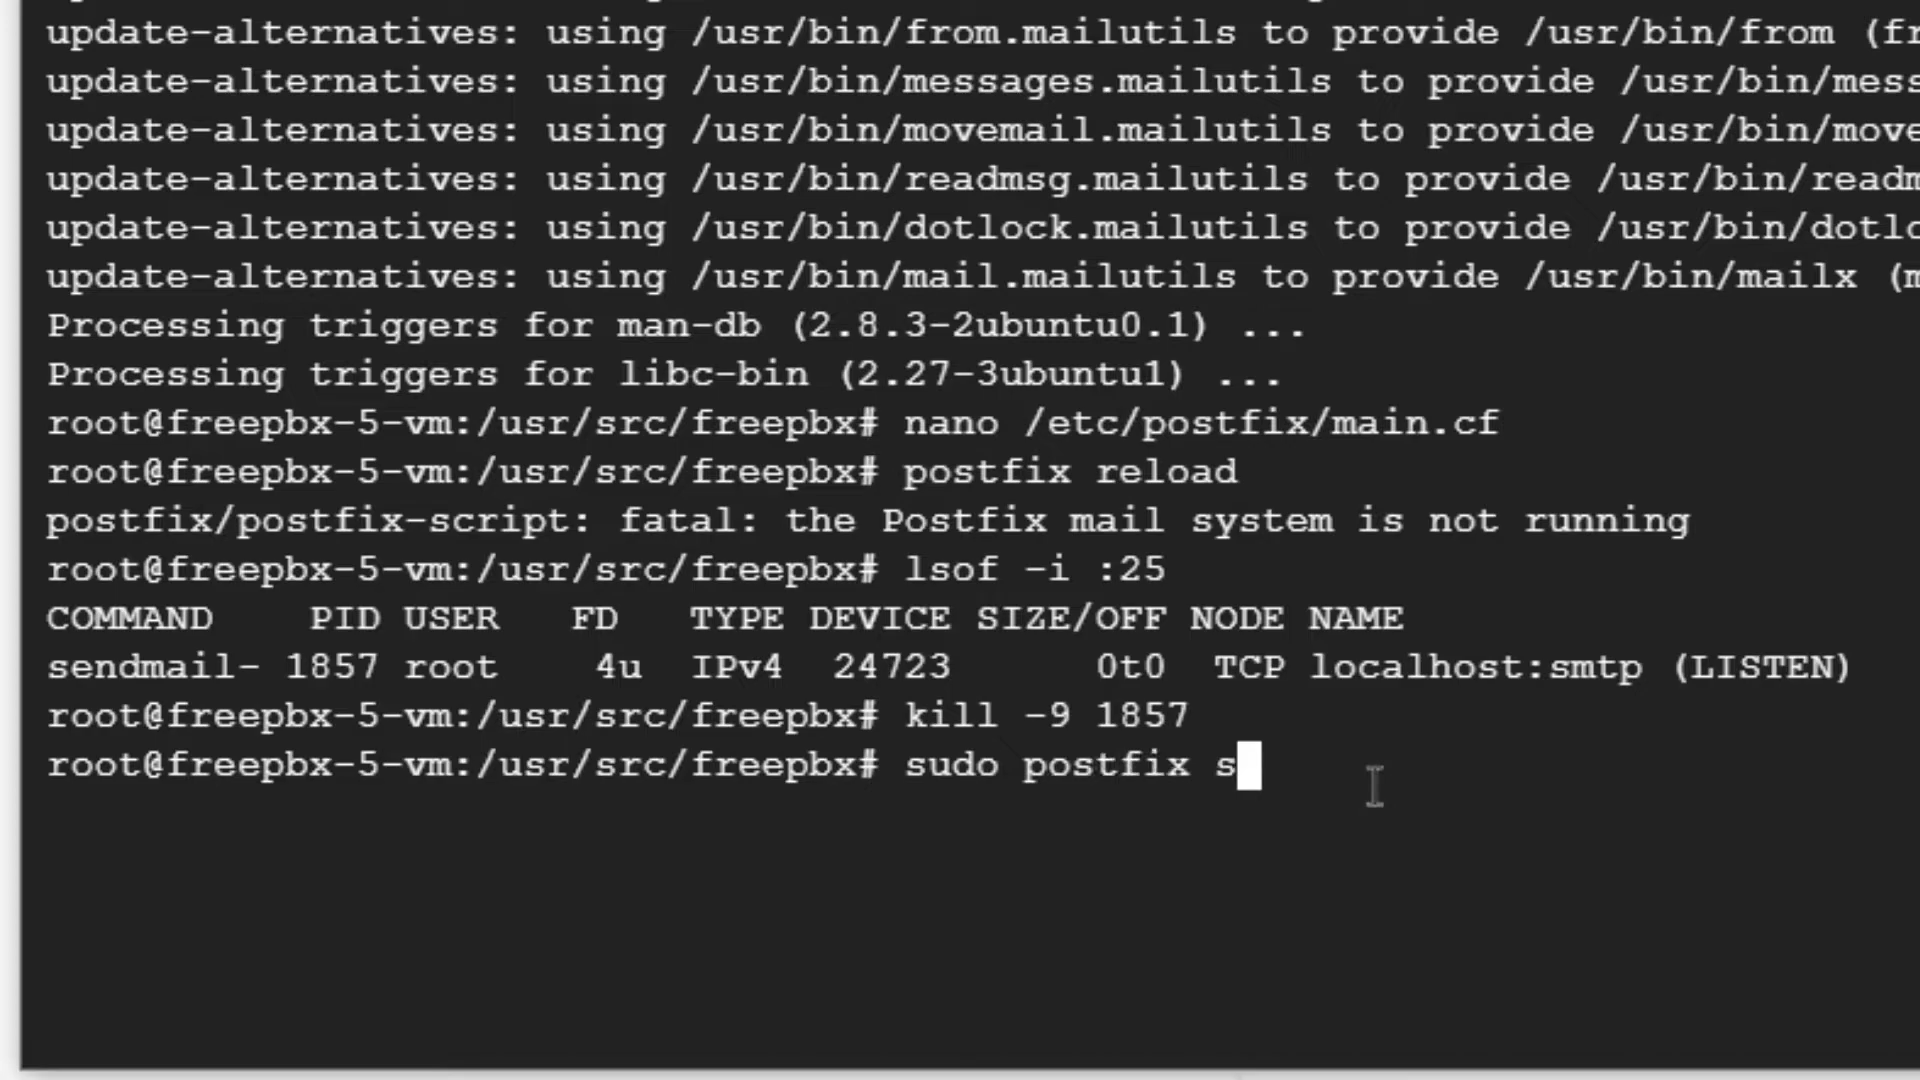 update-alternatives: using /usr/bin/from.mailutils to provide /usr/bin/from (fr
update-alternatives: using /usr/bin/messages.mailutils to provide /usr/bin/mess
update-alternatives: using /usr/bin/movemail.mailutils to provide /usr/bin/move
update-alternatives: using /usr/bin/readmsg.mailutils to provide /usr/bin/readm
update-alternatives: using /usr/bin/dotlock.mailutils to provide /usr/bin/dotlo
update-alternatives: using /usr/bin/mail.mailutils to provide /usr/bin/mailx (m
Processing triggers for man-db (2.8.3-2ubuntu0.1) ...
Processing triggers for libc-bin (2.27-3ubuntu1) ...
root@freepbx-5-vm:/usr/src/freepbx# nano /etc/postfix/main.cf
root@freepbx-5-vm:/usr/src/freepbx# postfix reload
postfix/postfix-script: fatal: the Postfix mail system is not running
root@freepbx-5-vm:/usr/src/freepbx# lsof -i :25
COMMAND    PID USER   FD   TYPE DEVICE SIZE/OFF NODE NAME
sendmail- 1857 root    4u  IPv4  24723      0t0  TCP localhost:smtp (LISTEN)
root@freepbx-5-vm:/usr/src/freepbx# kill -9 1857
root@freepbx-5-vm:/usr/src/freepbx# sudo postfix s